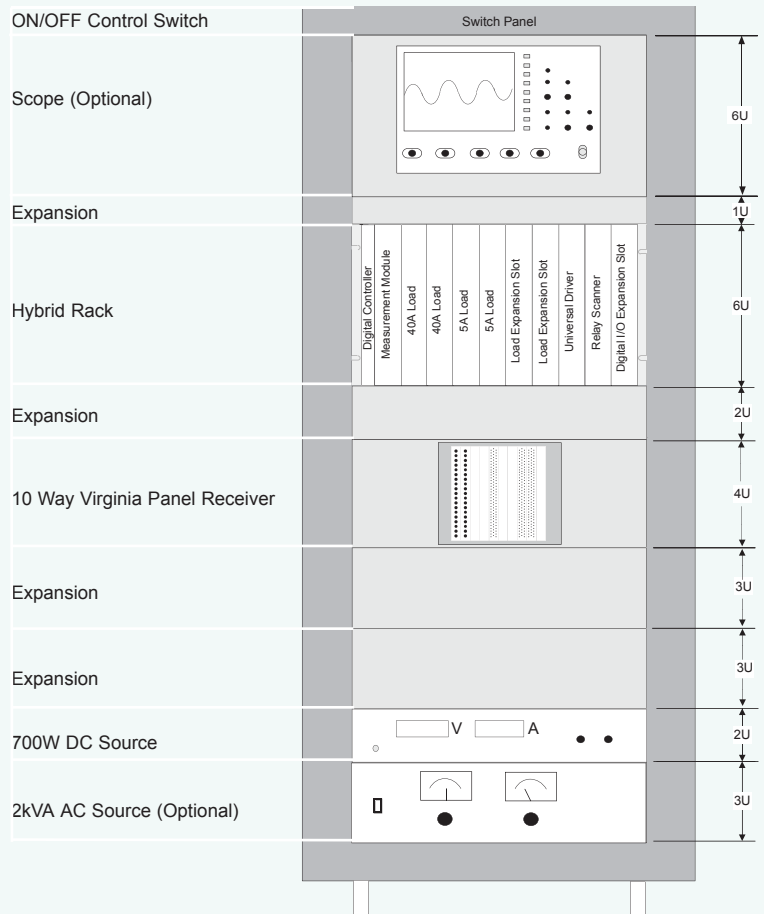 ON/OFF Control Switch
Switch Panel
Scope (Optional)
6U
Expansion
1U
Hybrid Rack
Digital Controller
Measurement Module
40A Load
40A Load
5A Load
5A Load
Load Expansion Slot
Load Expansion Slot
Universal Driver
Relay Scanner
Digital I/O Expansion Slot
6U
Expansion
2U
10 Way Virginia Panel Receiver
4U
Expansion
3U
Expansion
3U
700W DC Source
V
A
2U
2kVA AC Source (Optional)
3U